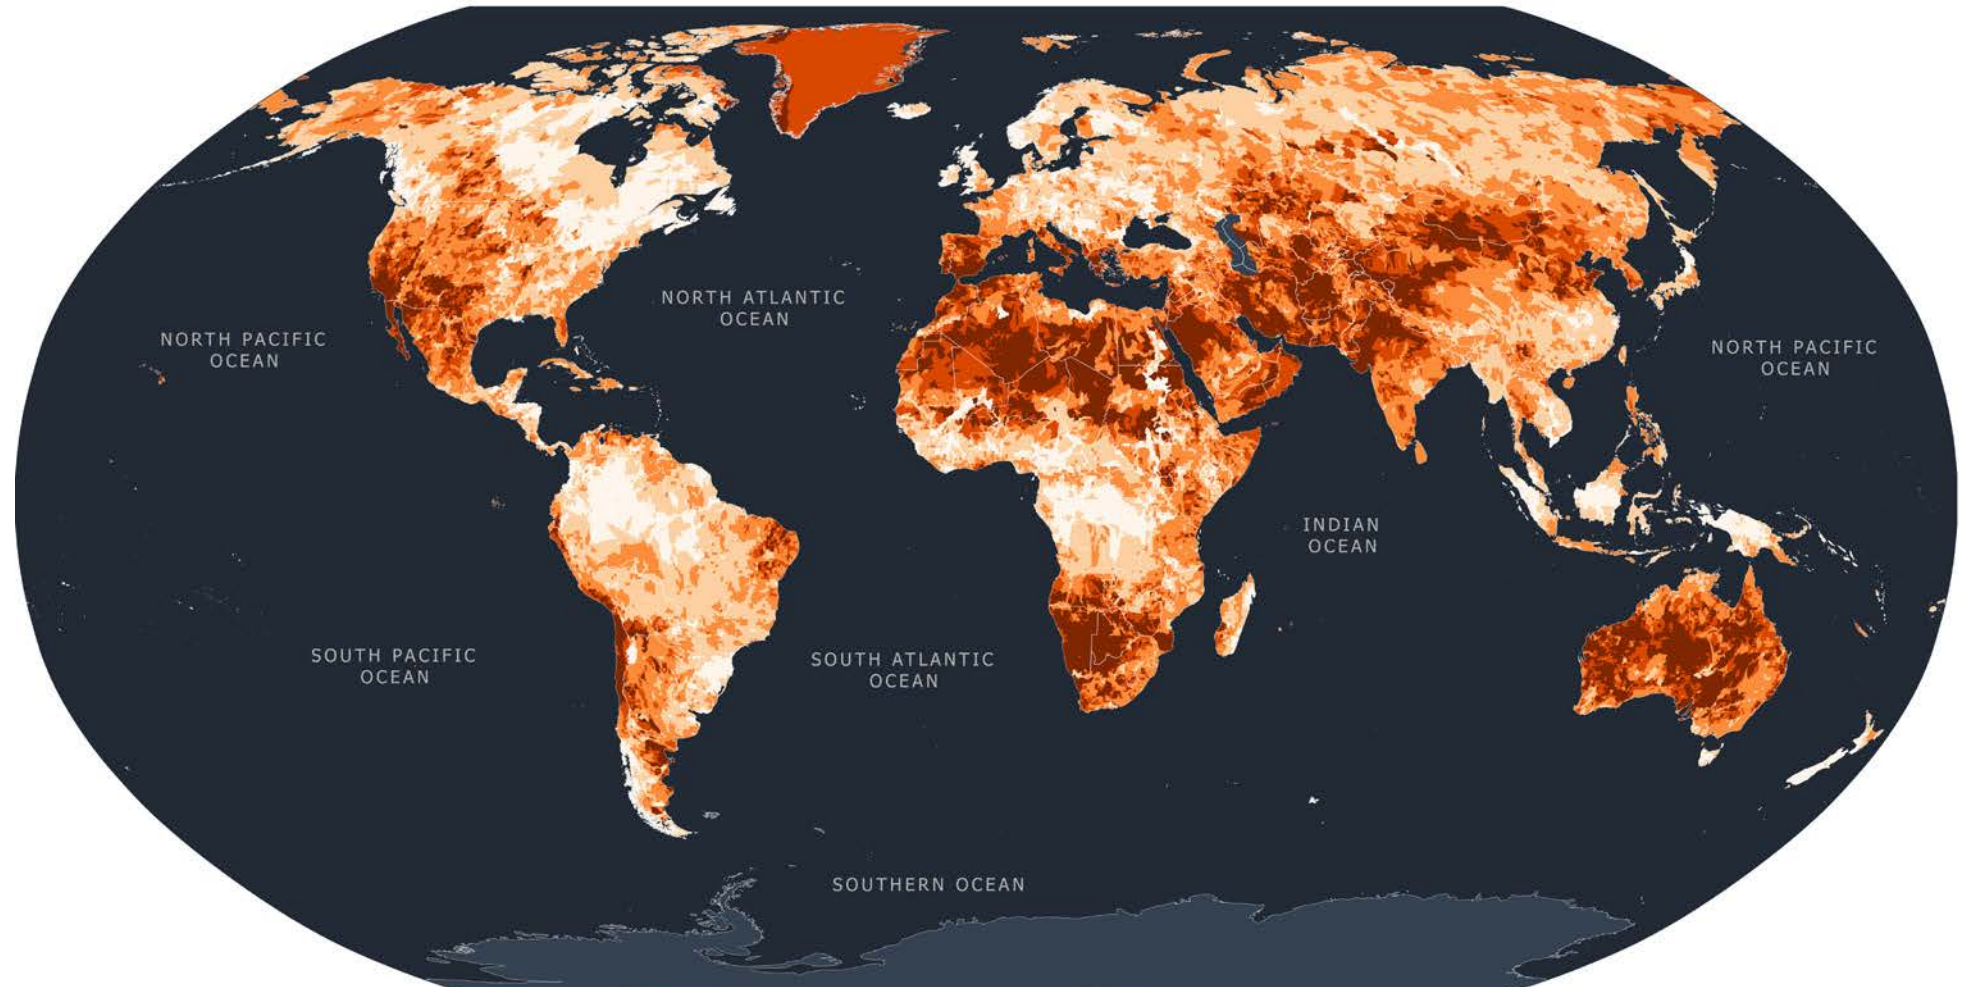 NORTH ATLANTIC
OCEAN
NORTH PACIFIC
OCEAN
NORTH PACIFIC
OCEAN
INDIAN
OCEAN
SOUTH PACIFIC
OCEAN
SOUTH ATLANTIC
OCEAN
SOUTHERN OCEAN